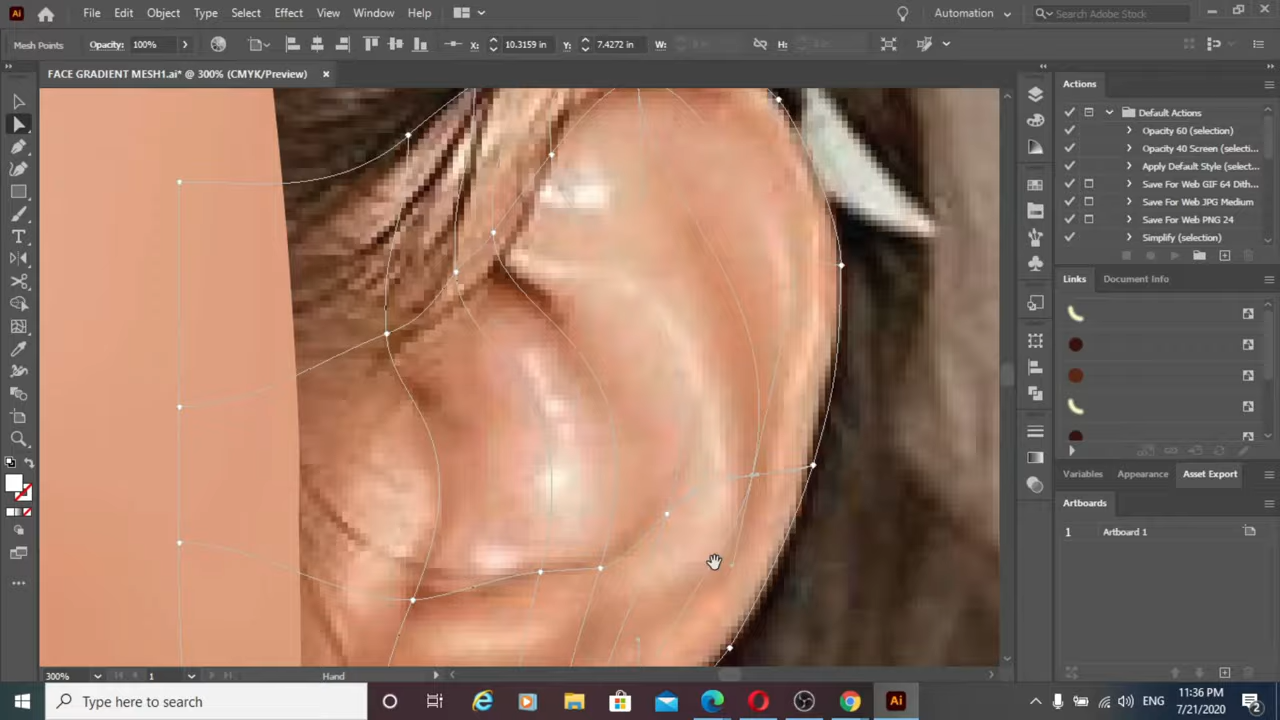 Ai File Edit Object Type Select Effect View Window Help Automation Search Adobe Stock
Mesh Points Opacity: 100% X: 10.3159 in Y: 7.4272 in W: H:
FACE GRADIENT MESH1.ai* @ 300% (CMYK/Preview)
Actions
Default Actions
Opacity 60 (selection)
Opacity 40 Screen (selecti...
Apply Default Style (select...
Save For Web GIF 64 Dith...
Save For Web JPG Medium
Save For Web PNG 24
Simplify (selection)
Links Document Info
Variables Appearance Asset Export
Artboards
1 Artboard 1
300% 1 Hand
Type here to search
Ai
ENG
11:36 PM
7/21/2020
2